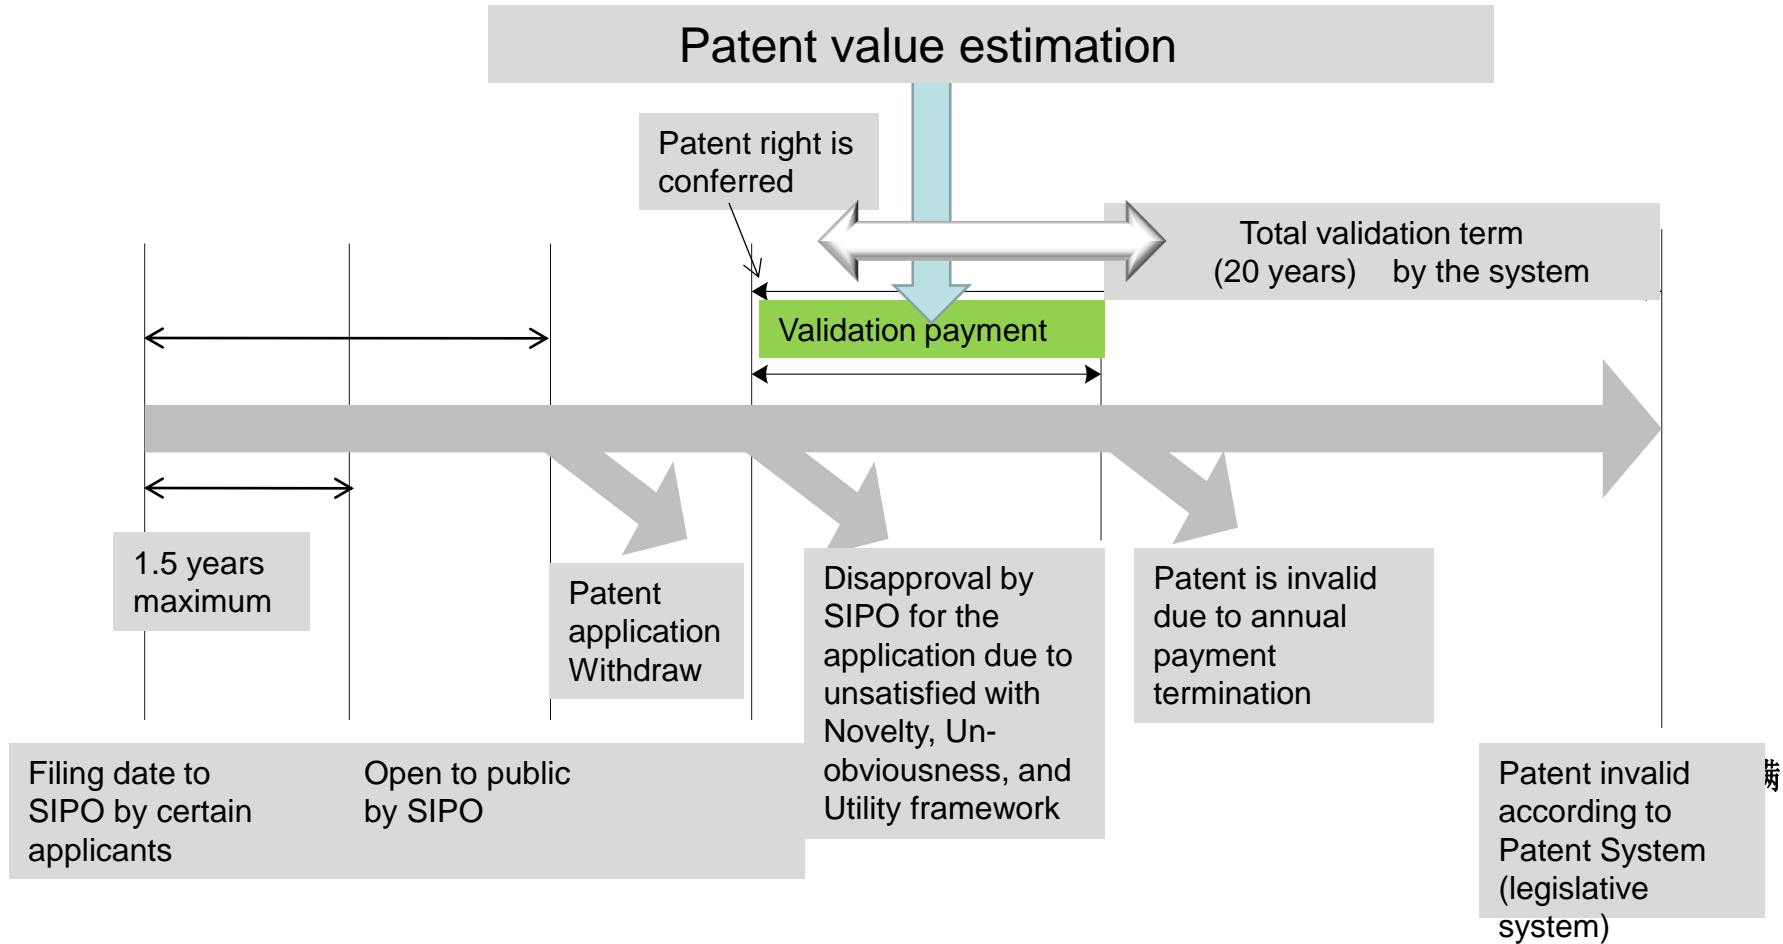 Patent value estimation
Patent right is
conferred
Total validation term
(20 years) by the system
Validation payment
1.5 years
maximum
Patent
application
Withdraw
Disapproval by
SIPO for the
application due to
unsatisfied with
Novelty, Un-
obviousness, and
Utility framework
Patent is invalid
due to annual
payment
termination
Filing date to
SIPO by certain
applicants
Open to public
by SIPO
Patent invalid
according to
Patent System
(legislative
system)